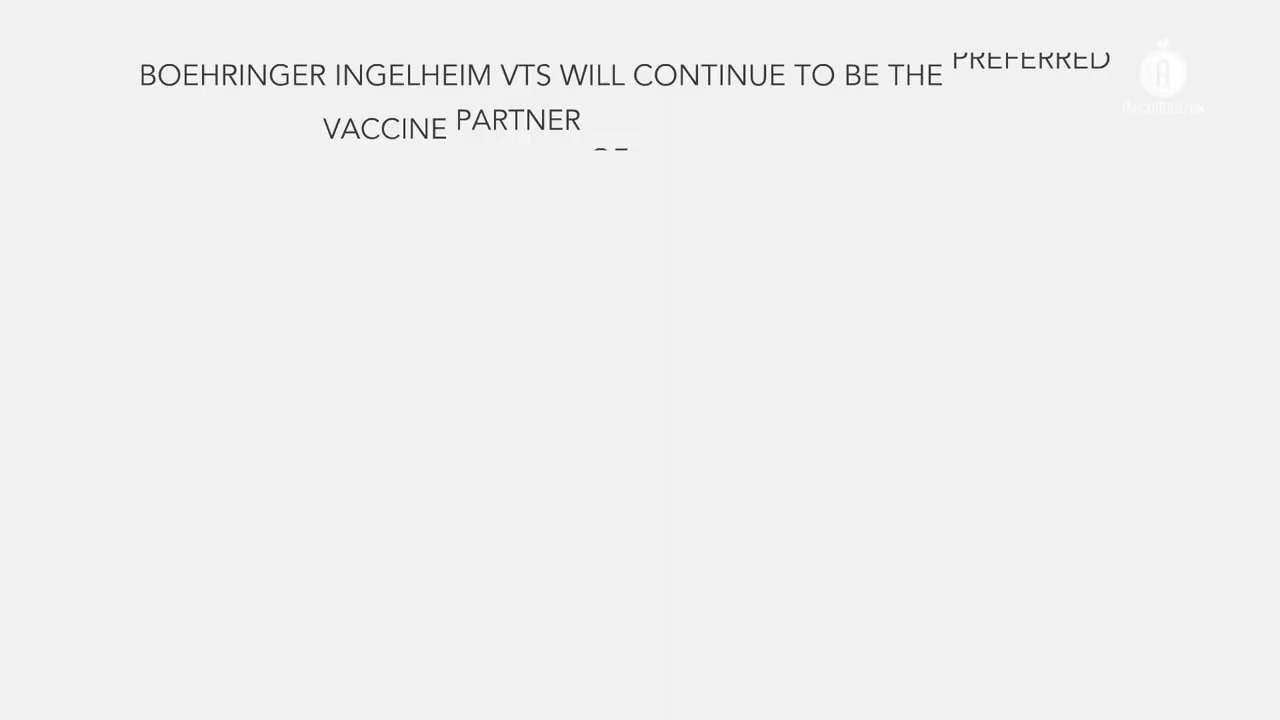 BOEHRINGER INGELHEIM VTS WILL CONTINUE TO BE THE PREFERRED
VACCINE PARTNER